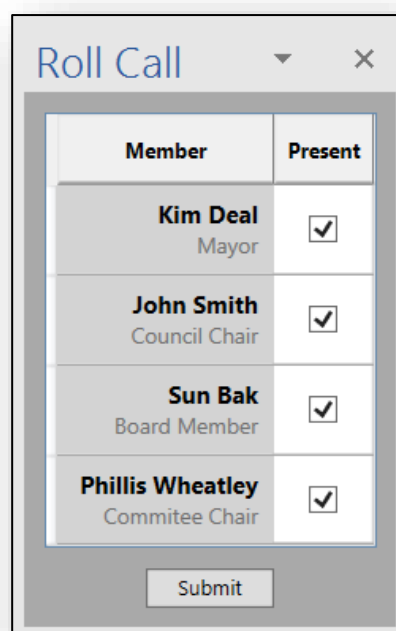 Roll Call
Member Present
Kim Deal
Mayor
John Smith
Council Chair
Sun Bak
Board Member
Phillis Wheatley
Commitee Chair
Submit